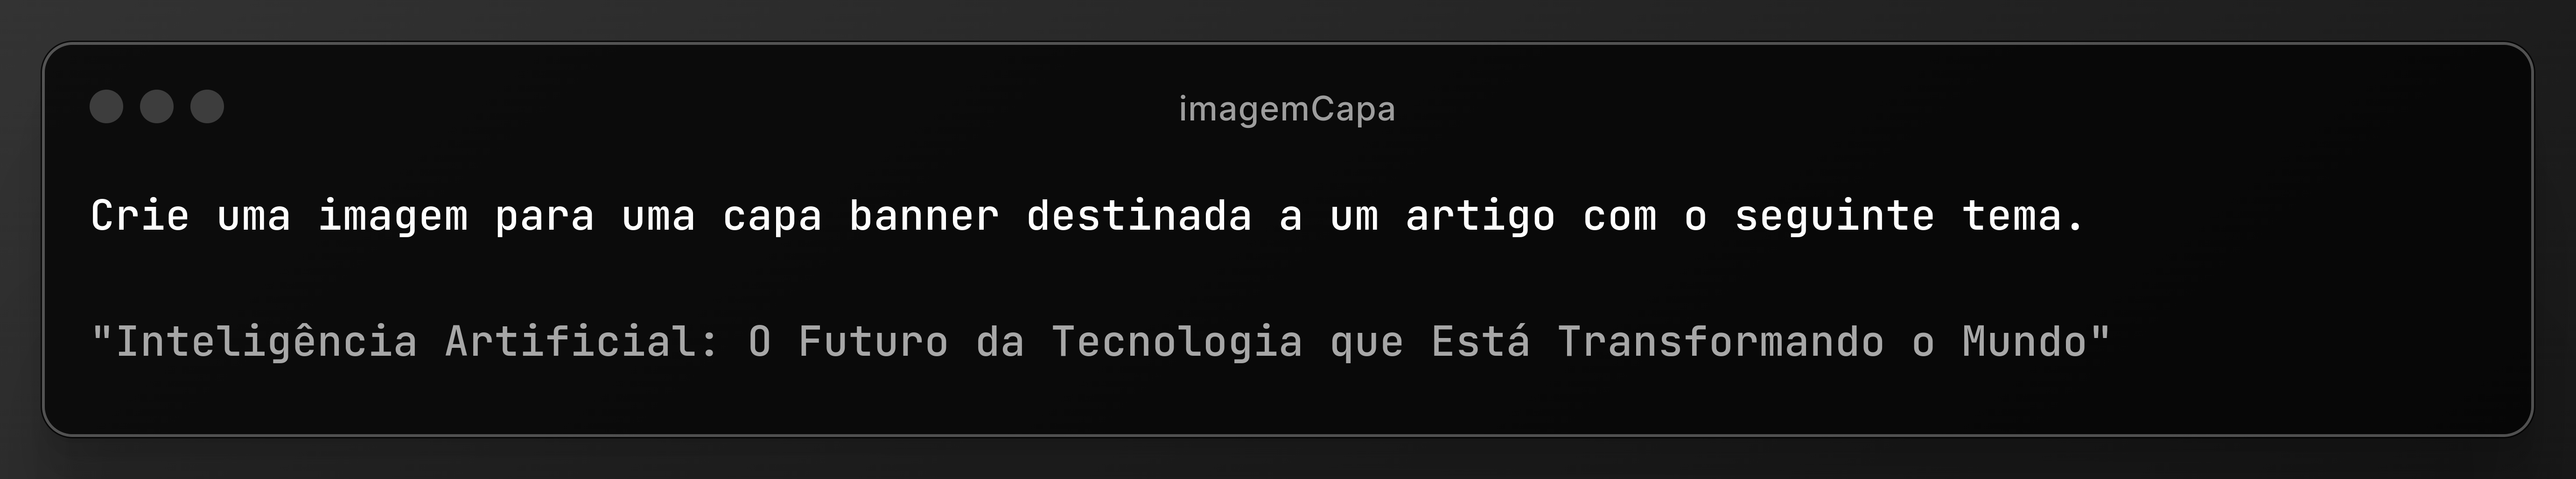 imagemCapa
Crie uma imagem para uma capa banner destinada a um artigo com o seguinte tema.
"Inteligência Artificial: O Futuro da Tecnologia que Está Transformando o Mundo"